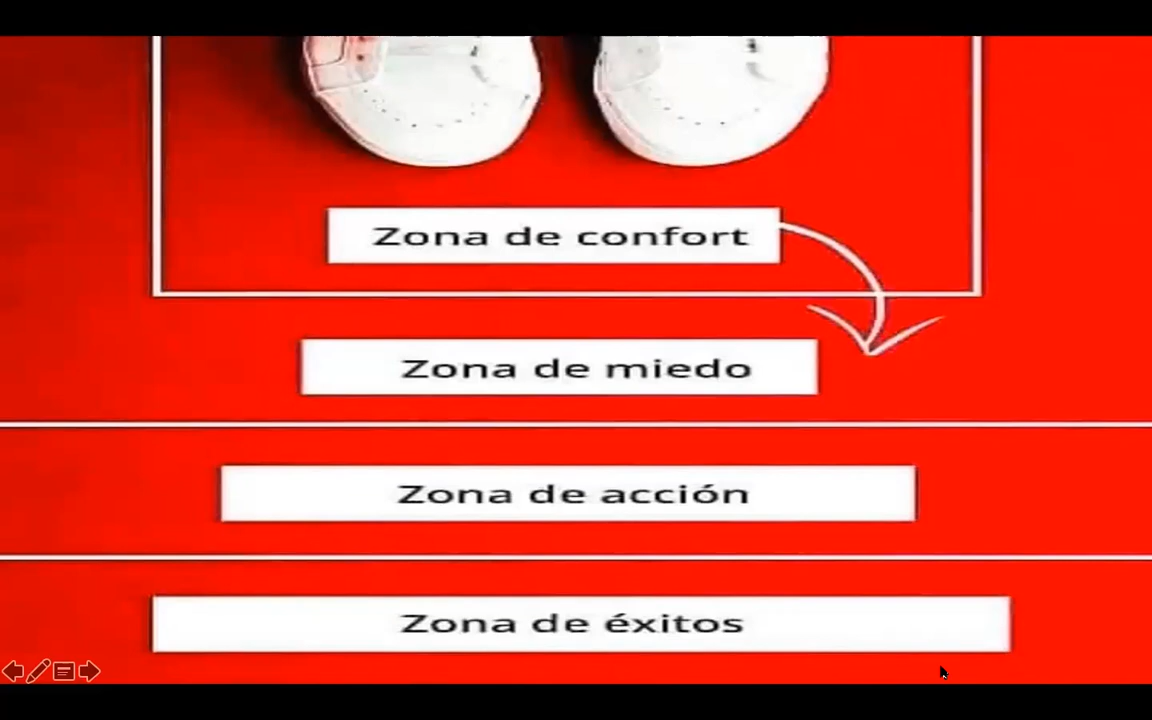 Zona de confort
Zona de miedo
Zona de acción
Zona de éxitos